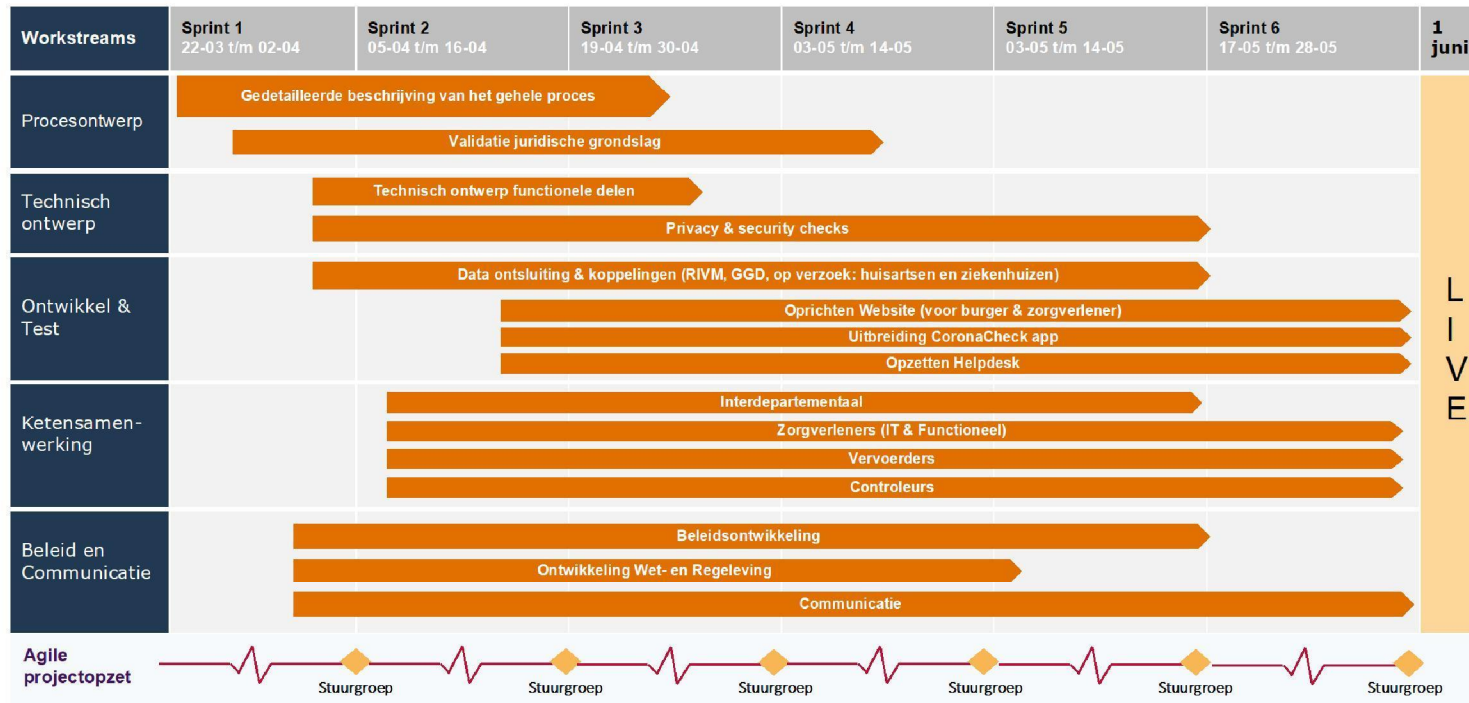 Workstreams
Sprint 1
22-03 t/m 02-04
Sprint 2
05-04 t/m 16-04
Sprint 3
19-04 t/m 30-04
Sprint 4
03-05 t/m 14-05
Sprint 5
03-05 t/m 14-05
Sprint 6
17-05 t/m 28-05
1
juni
Procesontwerp
Gedetailleerde beschrijving van het gehele proces
Validatie juridische grondslag
Technisch
ontwerp
Technisch ontwerp functionele delen
Privacy & security checks
Ontwikkel &
Test
Data ontsluiting & koppelingen (RIVM, GGD, op verzoek: huisartsen en ziekenhuizen)
Oprichten Website (voor burger & zorgverlener)
Uitbreiding CoronaCheck app
Opzetten Helpdesk
Ketensamen-
werking
Interdepartementaal
Zorgverleners (IT & Functioneel)
Vervoerders
Controleurs
Beleid en
Communicatie
Beleidsontwikkeling
Ontwikkeling Wet- en Regeleving
Communicatie
L
I
V
E
Agile
projectopzet
Stuurgroep
Stuurgroep
Stuurgroep
Stuurgroep
Stuurgroep
Stuurgroep